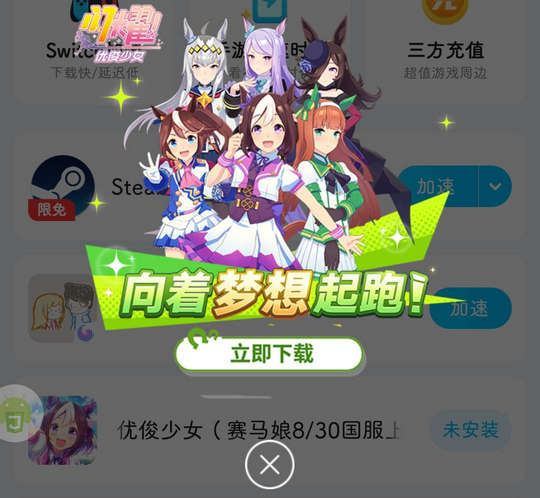 闪耀!
优俊少女
Switch
手游 时
三方充值
下载快/延迟低
超值游戏周边
Stea
加速
限免
向着梦想起跑!
加速
立即下载
优俊少女（赛马娘8/30国服上
未安装